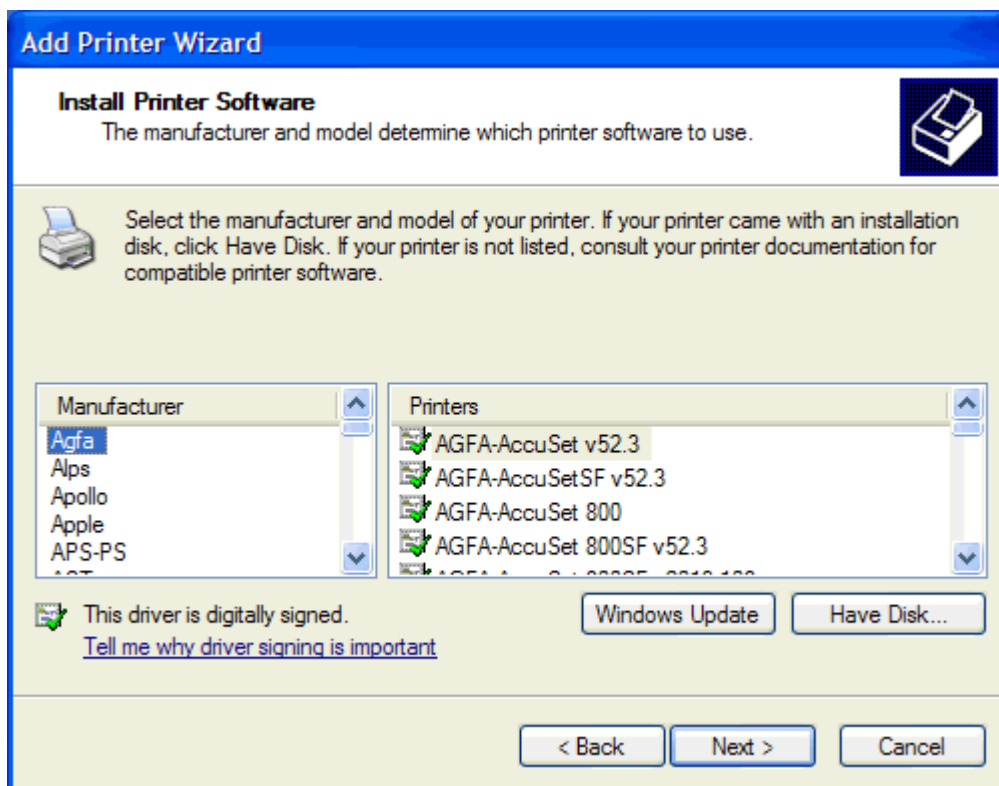 Add Printer Wizard
Install Printer Software
The manufacturer and model determine which printer software to use.
Select the manufacturer and model of your printer. If your printer came with an installation
disk, click Have Disk. If your printer is not listed, consult your printer documentation for
compatible printer software.
Manufacturer
Agfa
Alps
Apollo
Apple
APS-PS
Printers
AGFA-AccuSet v52.3
AGFA-AccuSetSF v52.3
AGFA-AccuSet 800
AGFA-AccuSet 800SF v52.3
This driver is digitally signed.
Tell me why driver signing is important
Windows Update
Have Disk...
< Back
Next >
Cancel